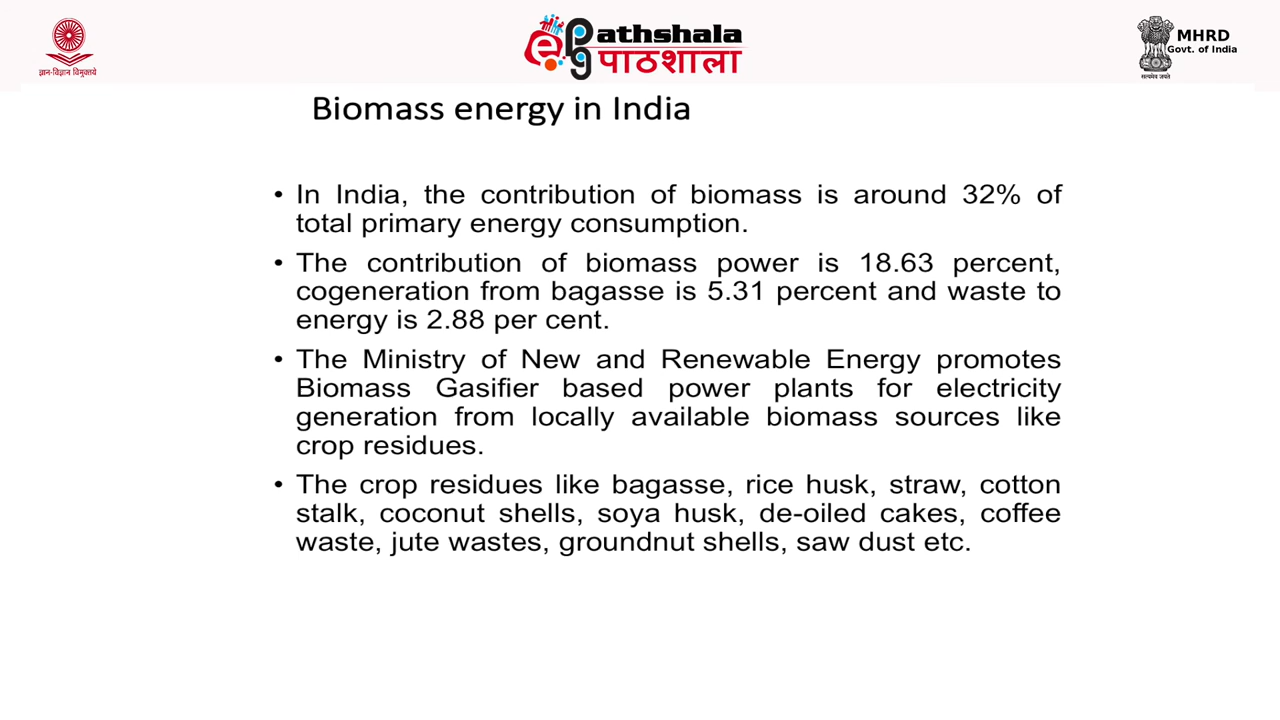 ज्ञान-विज्ञान विमुक्तये
epg
athshala
पाठशाला
MHRD
Govt. of India
सत्यमेव जयते
Biomass energy in India
• In India, the contribution of biomass is around 32% of
total primary energy consumption.
• The contribution of biomass power is 18.63 percent,
cogeneration from bagasse is 5.31 percent and waste to
energy is 2.88 per cent.
• The Ministry of New and Renewable Energy promotes
Biomass Gasifier based power plants for electricity
generation from locally available biomass sources like
crop residues.
• The crop residues like bagasse, rice husk, straw, cotton
stalk, coconut shells, soya husk, de-oiled cakes, coffee
waste, jute wastes, groundnut shells, saw dust etc.